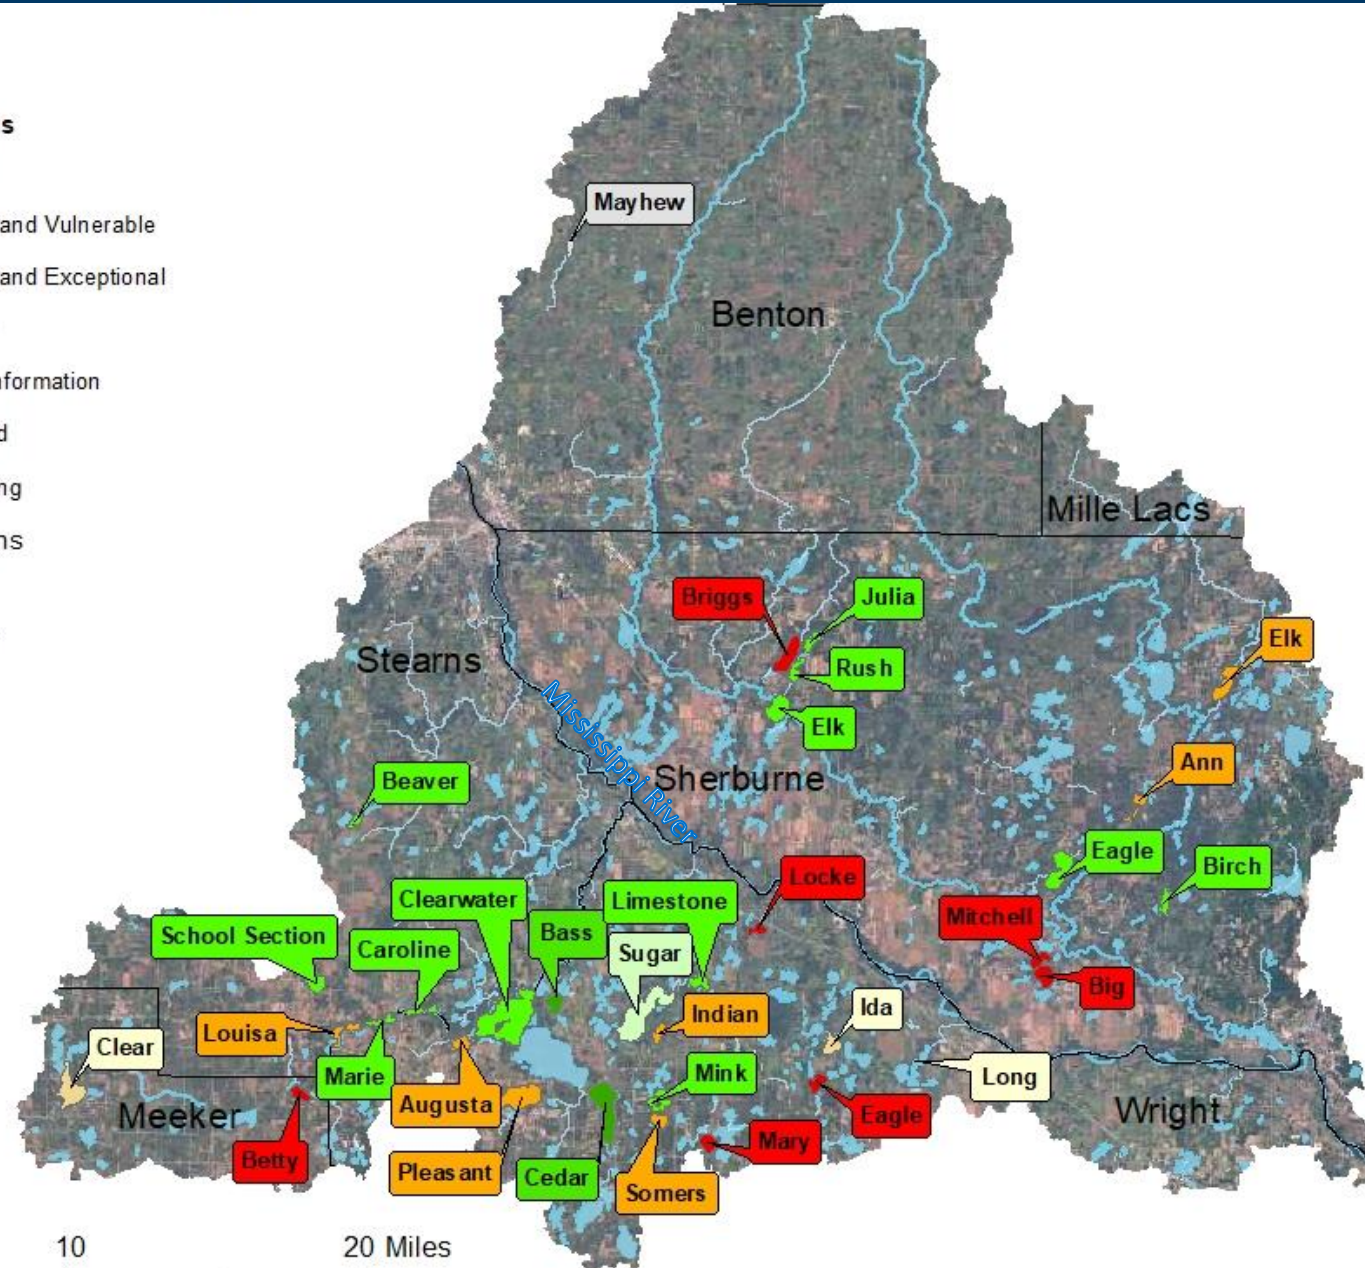 s
and Vulnerable
and Exceptional
formation
d
ng
ns
Mayhew
Benton
Mille Lacs
Briggs
Julia
Elk
Rush
Stearns
Elk
Mississippi River
Sherburne
Ann
Beaver
Eagle
Birch
Locke
Clearwater
Limestone
Mitchell
School Section
Bass
Caroline
Sugar
Big
Indian
Ida
Louisa
Clear
Marie
Mink
Long
Augusta
Meeker
Eagle
Wright
Mary
Betty
Pleasant
Cedar
Somers
10
20 Miles